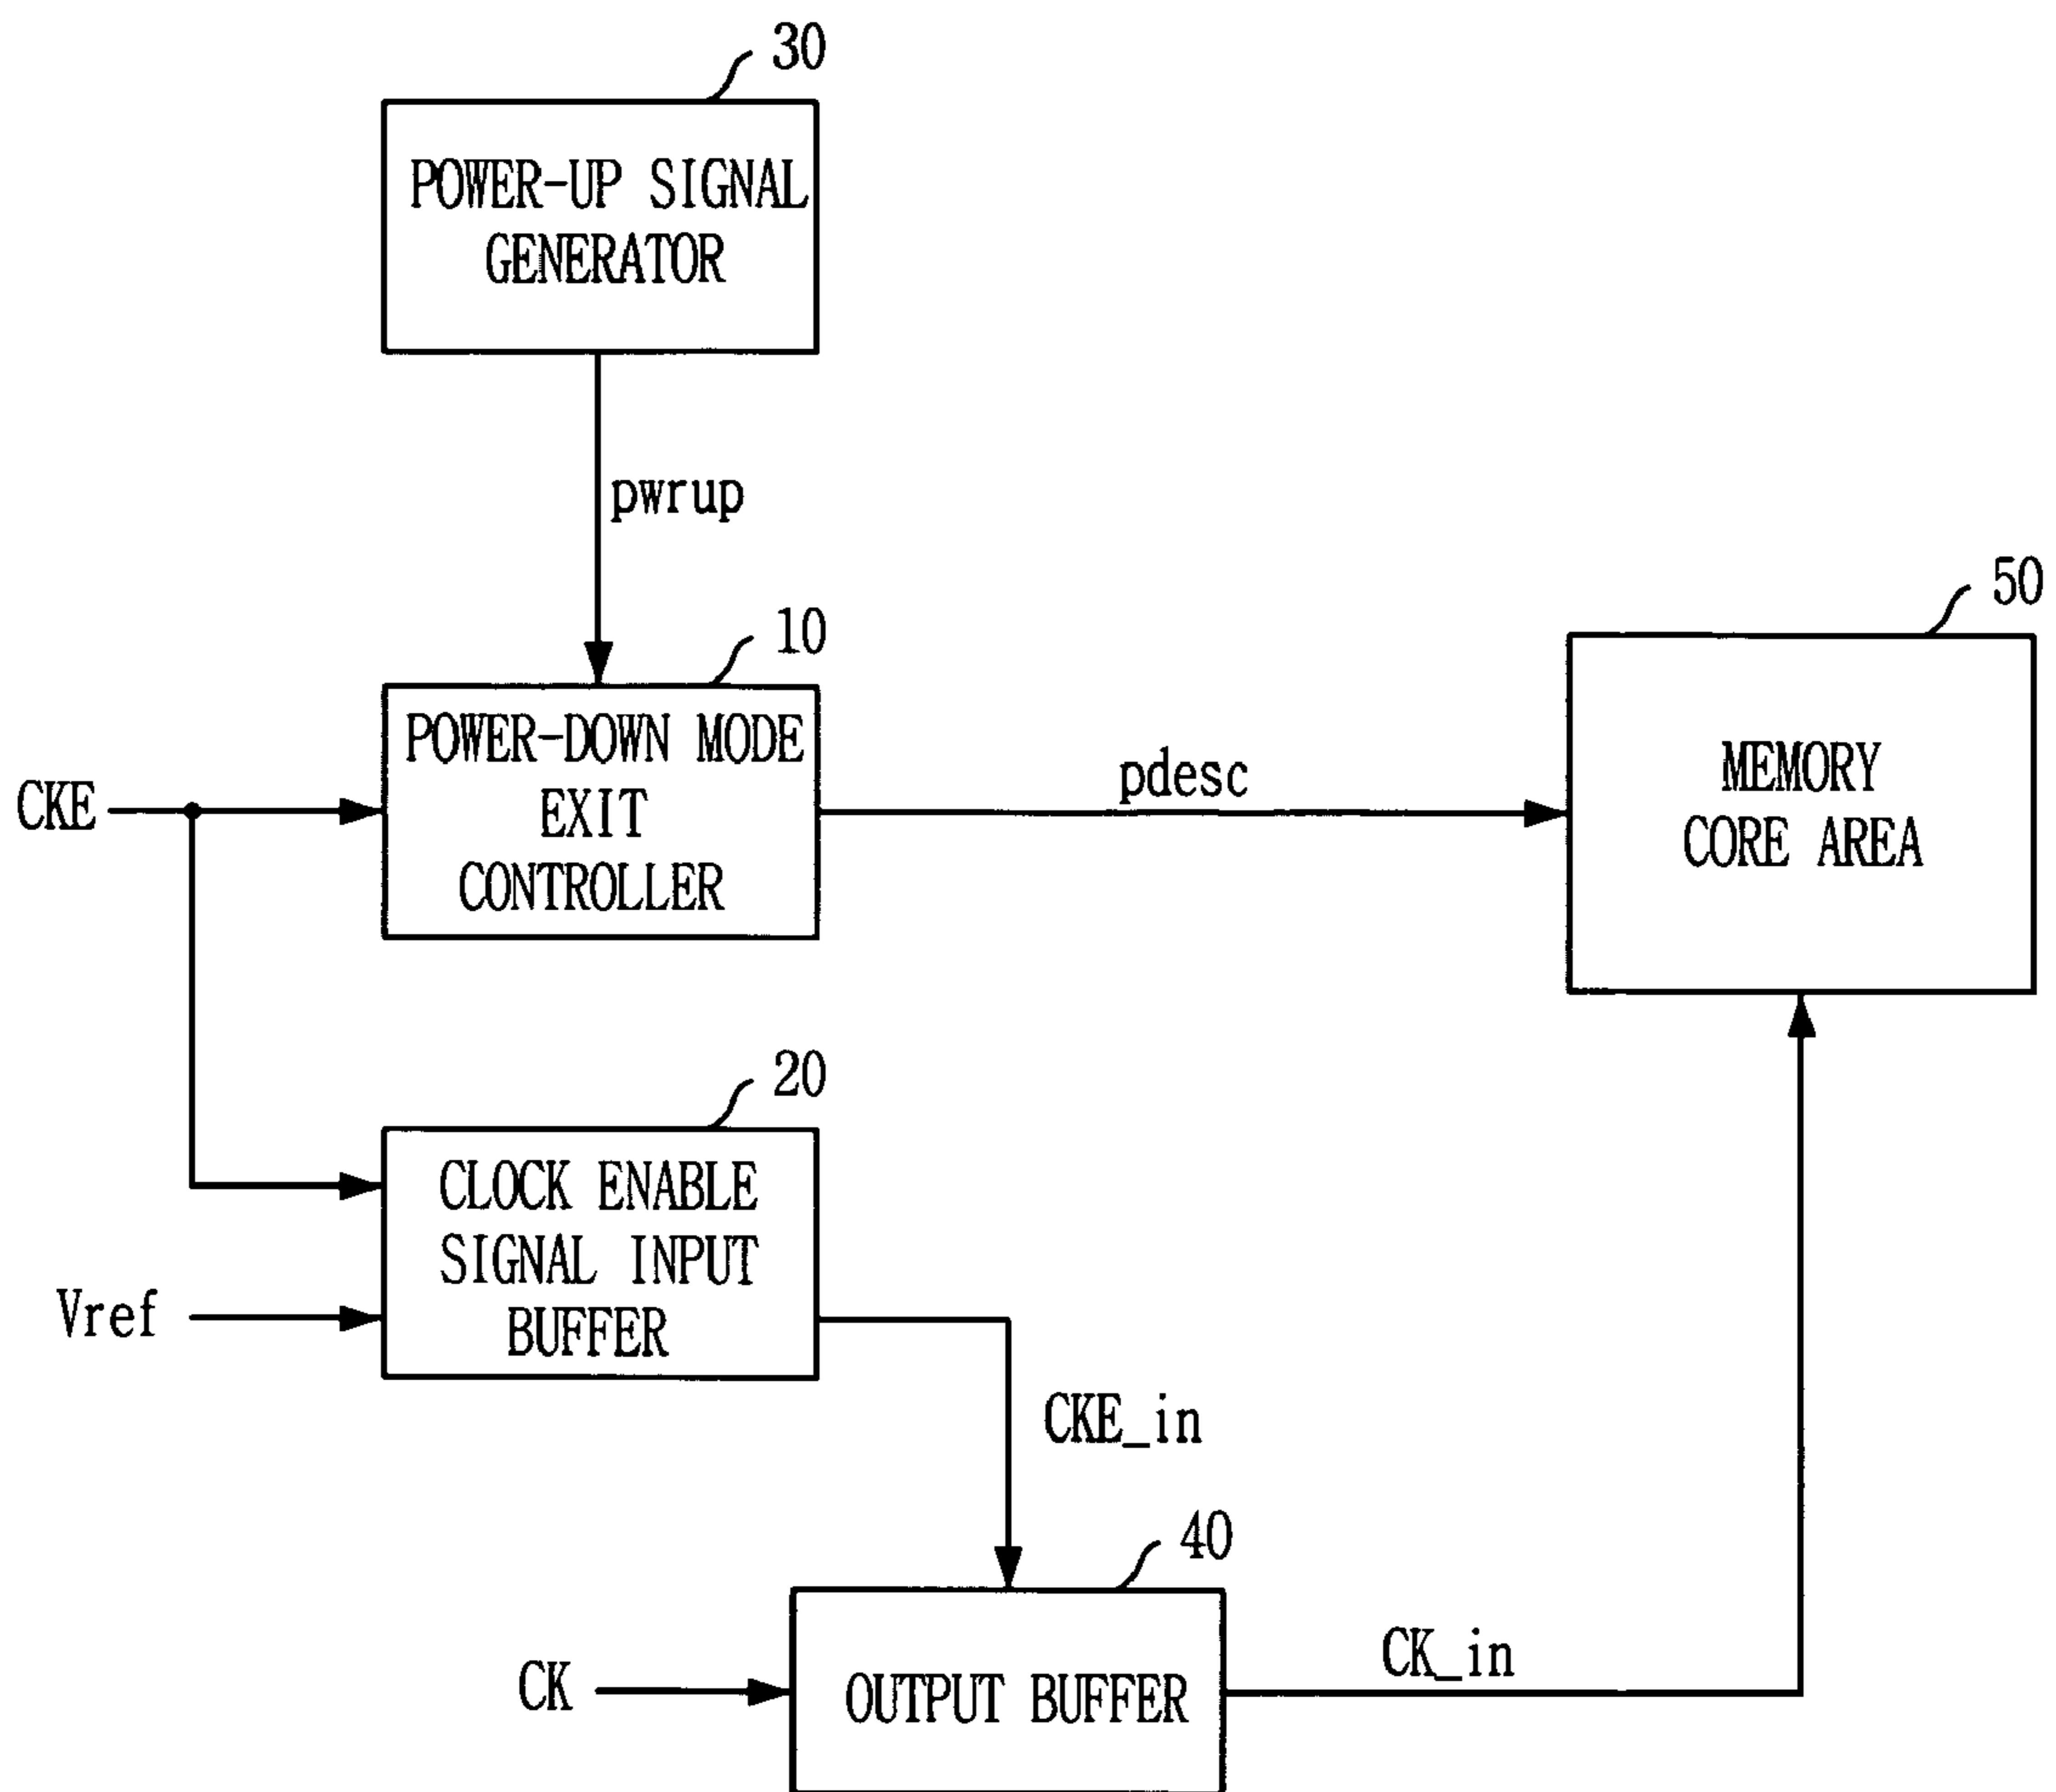 30
POWER-UP SIGNAL
GENERATOR
pwrup
10
POWER-DOWN MODE
EXIT
CONTROLLER
CKE
pdesc
50
MEMORY
CORE AREA
20
CLOCK ENABLE
SIGNAL INPUT
BUFFER
Vref
CKE_in
40
CK
OUTPUT BUFFER
CK_in